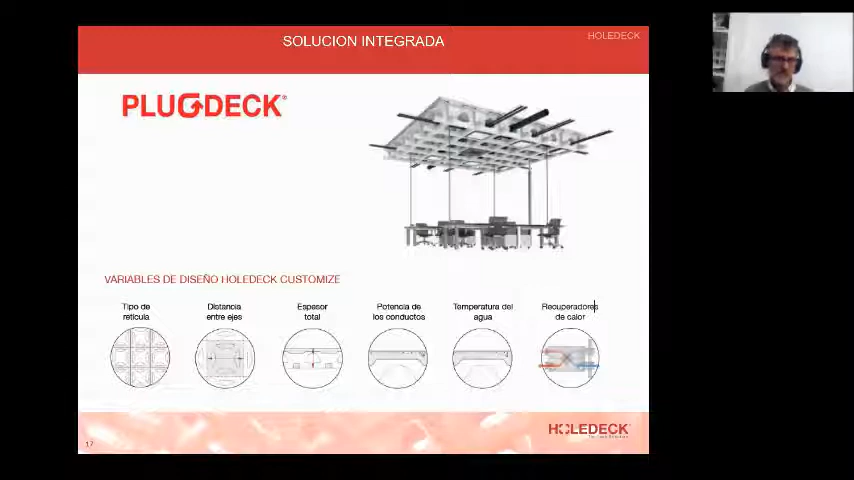 SOLUCION INTEGRADA
HOLEDECK
PLUGDECK®
VARIABLES DE DISEÑO HOLEDECK CUSTOMIZE
Tipo de
retícula
Distancia
entre ejes
Espesor
total
Potencia de
los conductos
Temperatura del
agua
Recuperadores
de calor
HOLEDECK
17